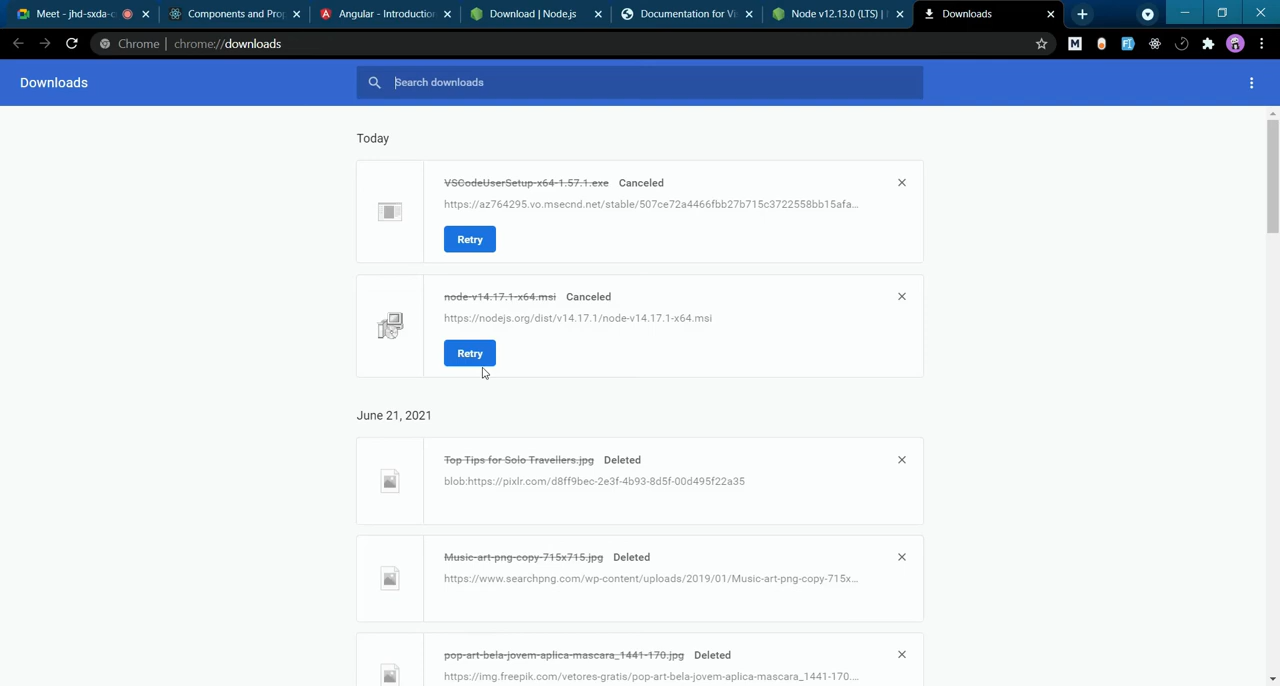 Meet - jhd-sxda-c
Components and Prop
Angular - Introduction
Download | Node.js
Documentation for Vi
Node v12.13.0 (LTS) |
Downloads
Chrome | chrome://downloads
Downloads
Search downloads
Today
VSCodeUserSetup-x64-1.57.1.exe Canceled
https://az764295.vo.msecnd.net/stable/507ce72a4466fbb27b715c3722558bb15afa...
Retry
node-v14.17.1-x64.msi Canceled
https://nodejs.org/dist/v14.17.1/node-v14.17.1-x64.msi
Retry
June 21, 2021
Top Tips for Solo Travellers.jpg Deleted
blob:https://pixlr.com/d8ff9bec-2e3f-4b93-8d5f-00d495f22a35
Music-art-png-copy-715x715.jpg Deleted
https://www.searchpng.com/wp-content/uploads/2019/01/Music-art-png-copy-715x...
pop-art-bela-jovem-aplica-mascara_1441-170.jpg Deleted
https://img.freepik.com/vetores-gratis/pop-art-bela-jovem-aplica-mascara_1441-170....